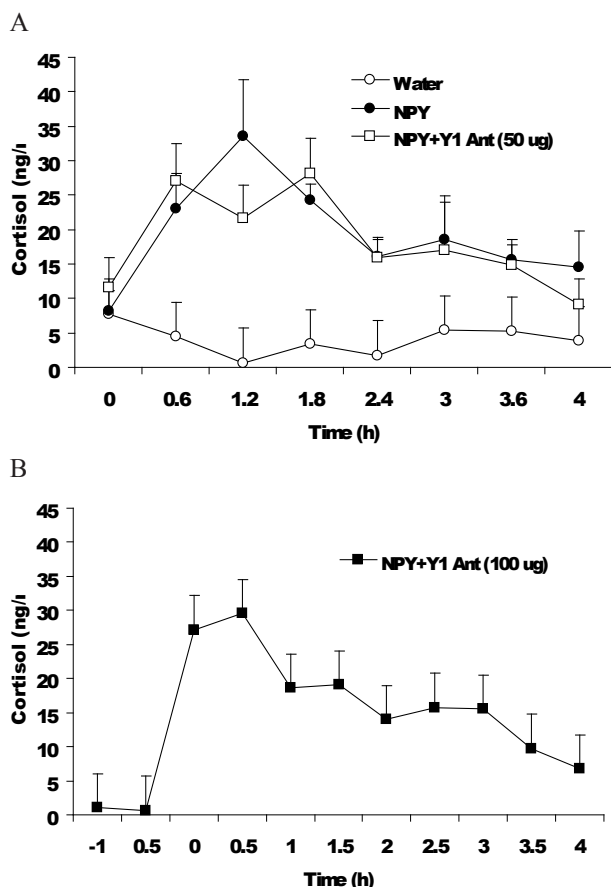 A
45
40
35
30
25
20
15
10
5
0
Cortisol (ng/
Water
NPY
NPY+Y1 Ant (50 ug)
0 0.6 1.2 1.8 2.4 3 3.6 4
Time (h)
B
45
40
35
30
25
20
15
10
5
0
Cortisol (ng/
NPY+Y1 Ant (100 ug)
-1 0.5 0 0.5 1 1.5 2 2.5 3 3.5 4
Time (h)